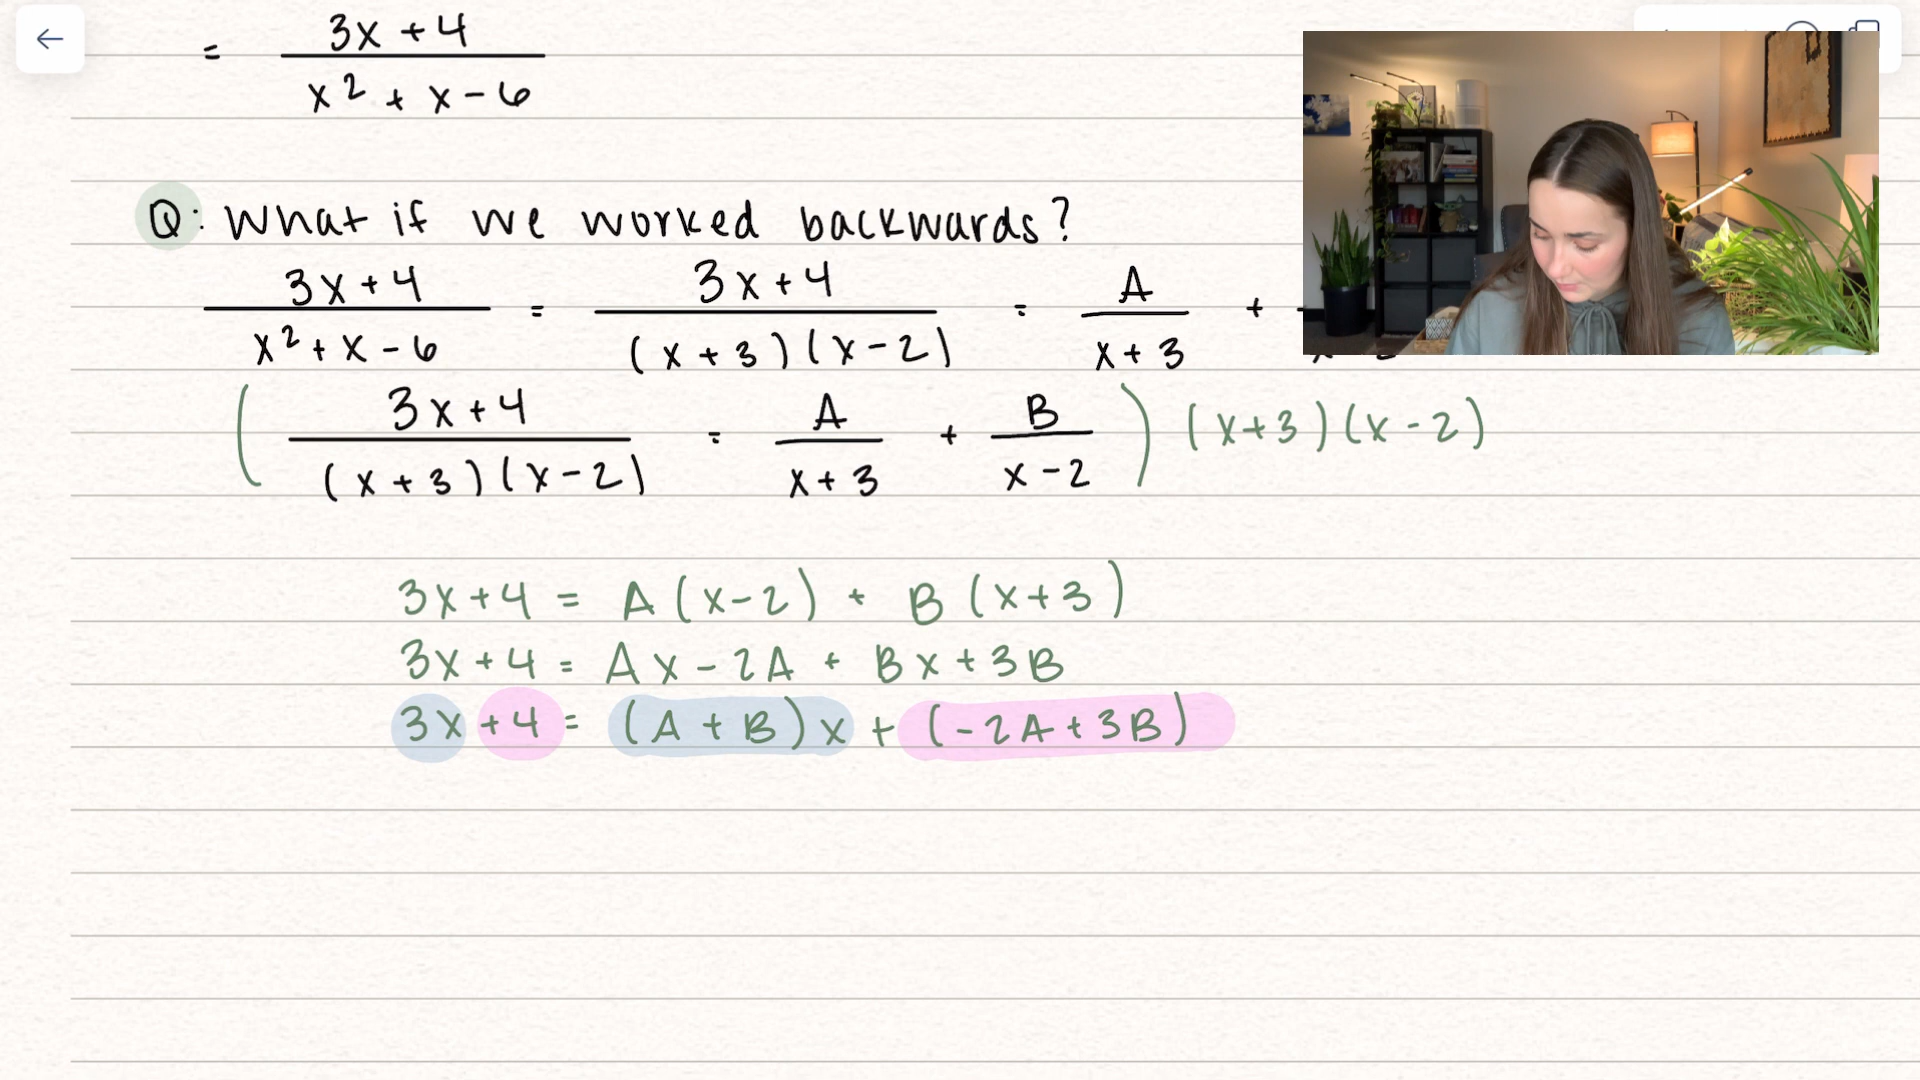 = (3x + 4)/(x² + x - 6)
Q: What if we worked backwards?
(3x + 4)/(x² + x - 6) = (3x + 4)/((x + 3)(x - 2)) = A/(x + 3) +
( (3x + 4)/((x + 3)(x - 2)) = A/(x + 3) + B/(x - 2) ) (x + 3)(x - 2)
3x + 4 = A(x - 2) + B(x + 3)
3x + 4 = Ax - 2A + Bx + 3B
3x + 4 = (A + B)x + (-2A + 3B)